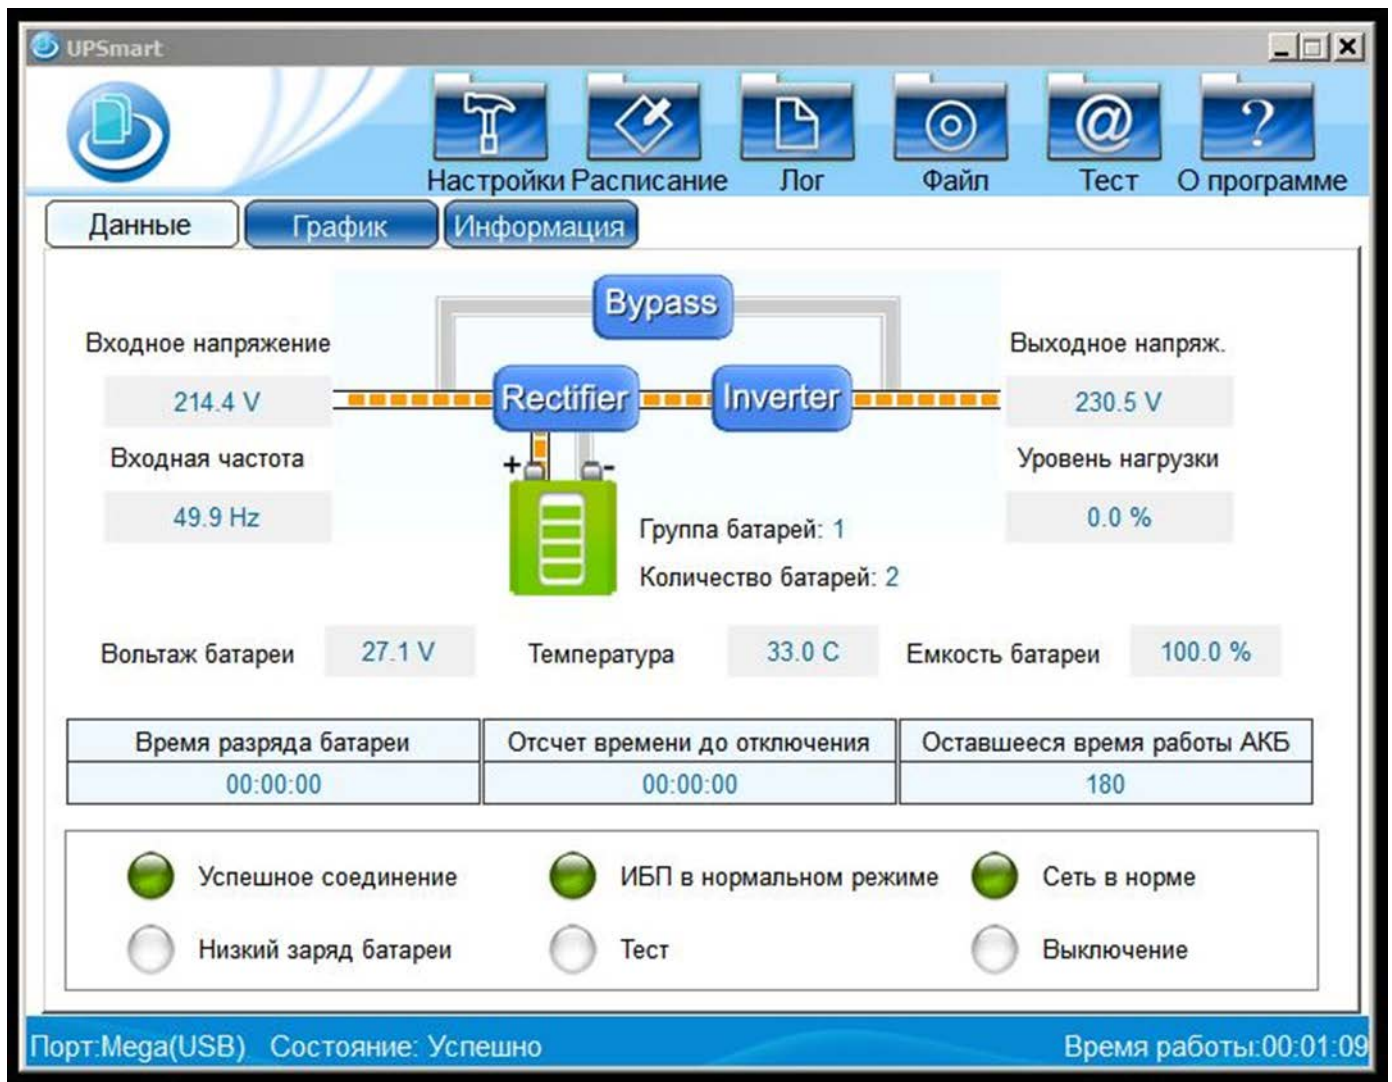 UPSmart
Настройки Расписание Лог Файл Тест О программе
Данные График Информация
Bypass
Входное напряжение Выходное напряж.
214.4 V Rectifier Inverter 230.5 V
Входная частота + - Уровень нагрузки
49.9 Hz 0.0 %
Группа батарей: 1
Количество батарей: 2
Вольтаж батареи 27.1 V Температура 33.0 C Емкость батареи 100.0 %
Время разряда батареи Отсчет времени до отключения Оставшееся время работы АКБ
00:00:00 00:00:00 180
Успешное соединение ИБП в нормальном режиме Сеть в норме
Низкий заряд батареи Тест Выключение
Порт:Mega(USB) Состояние: Успешно Время работы:00:01:09